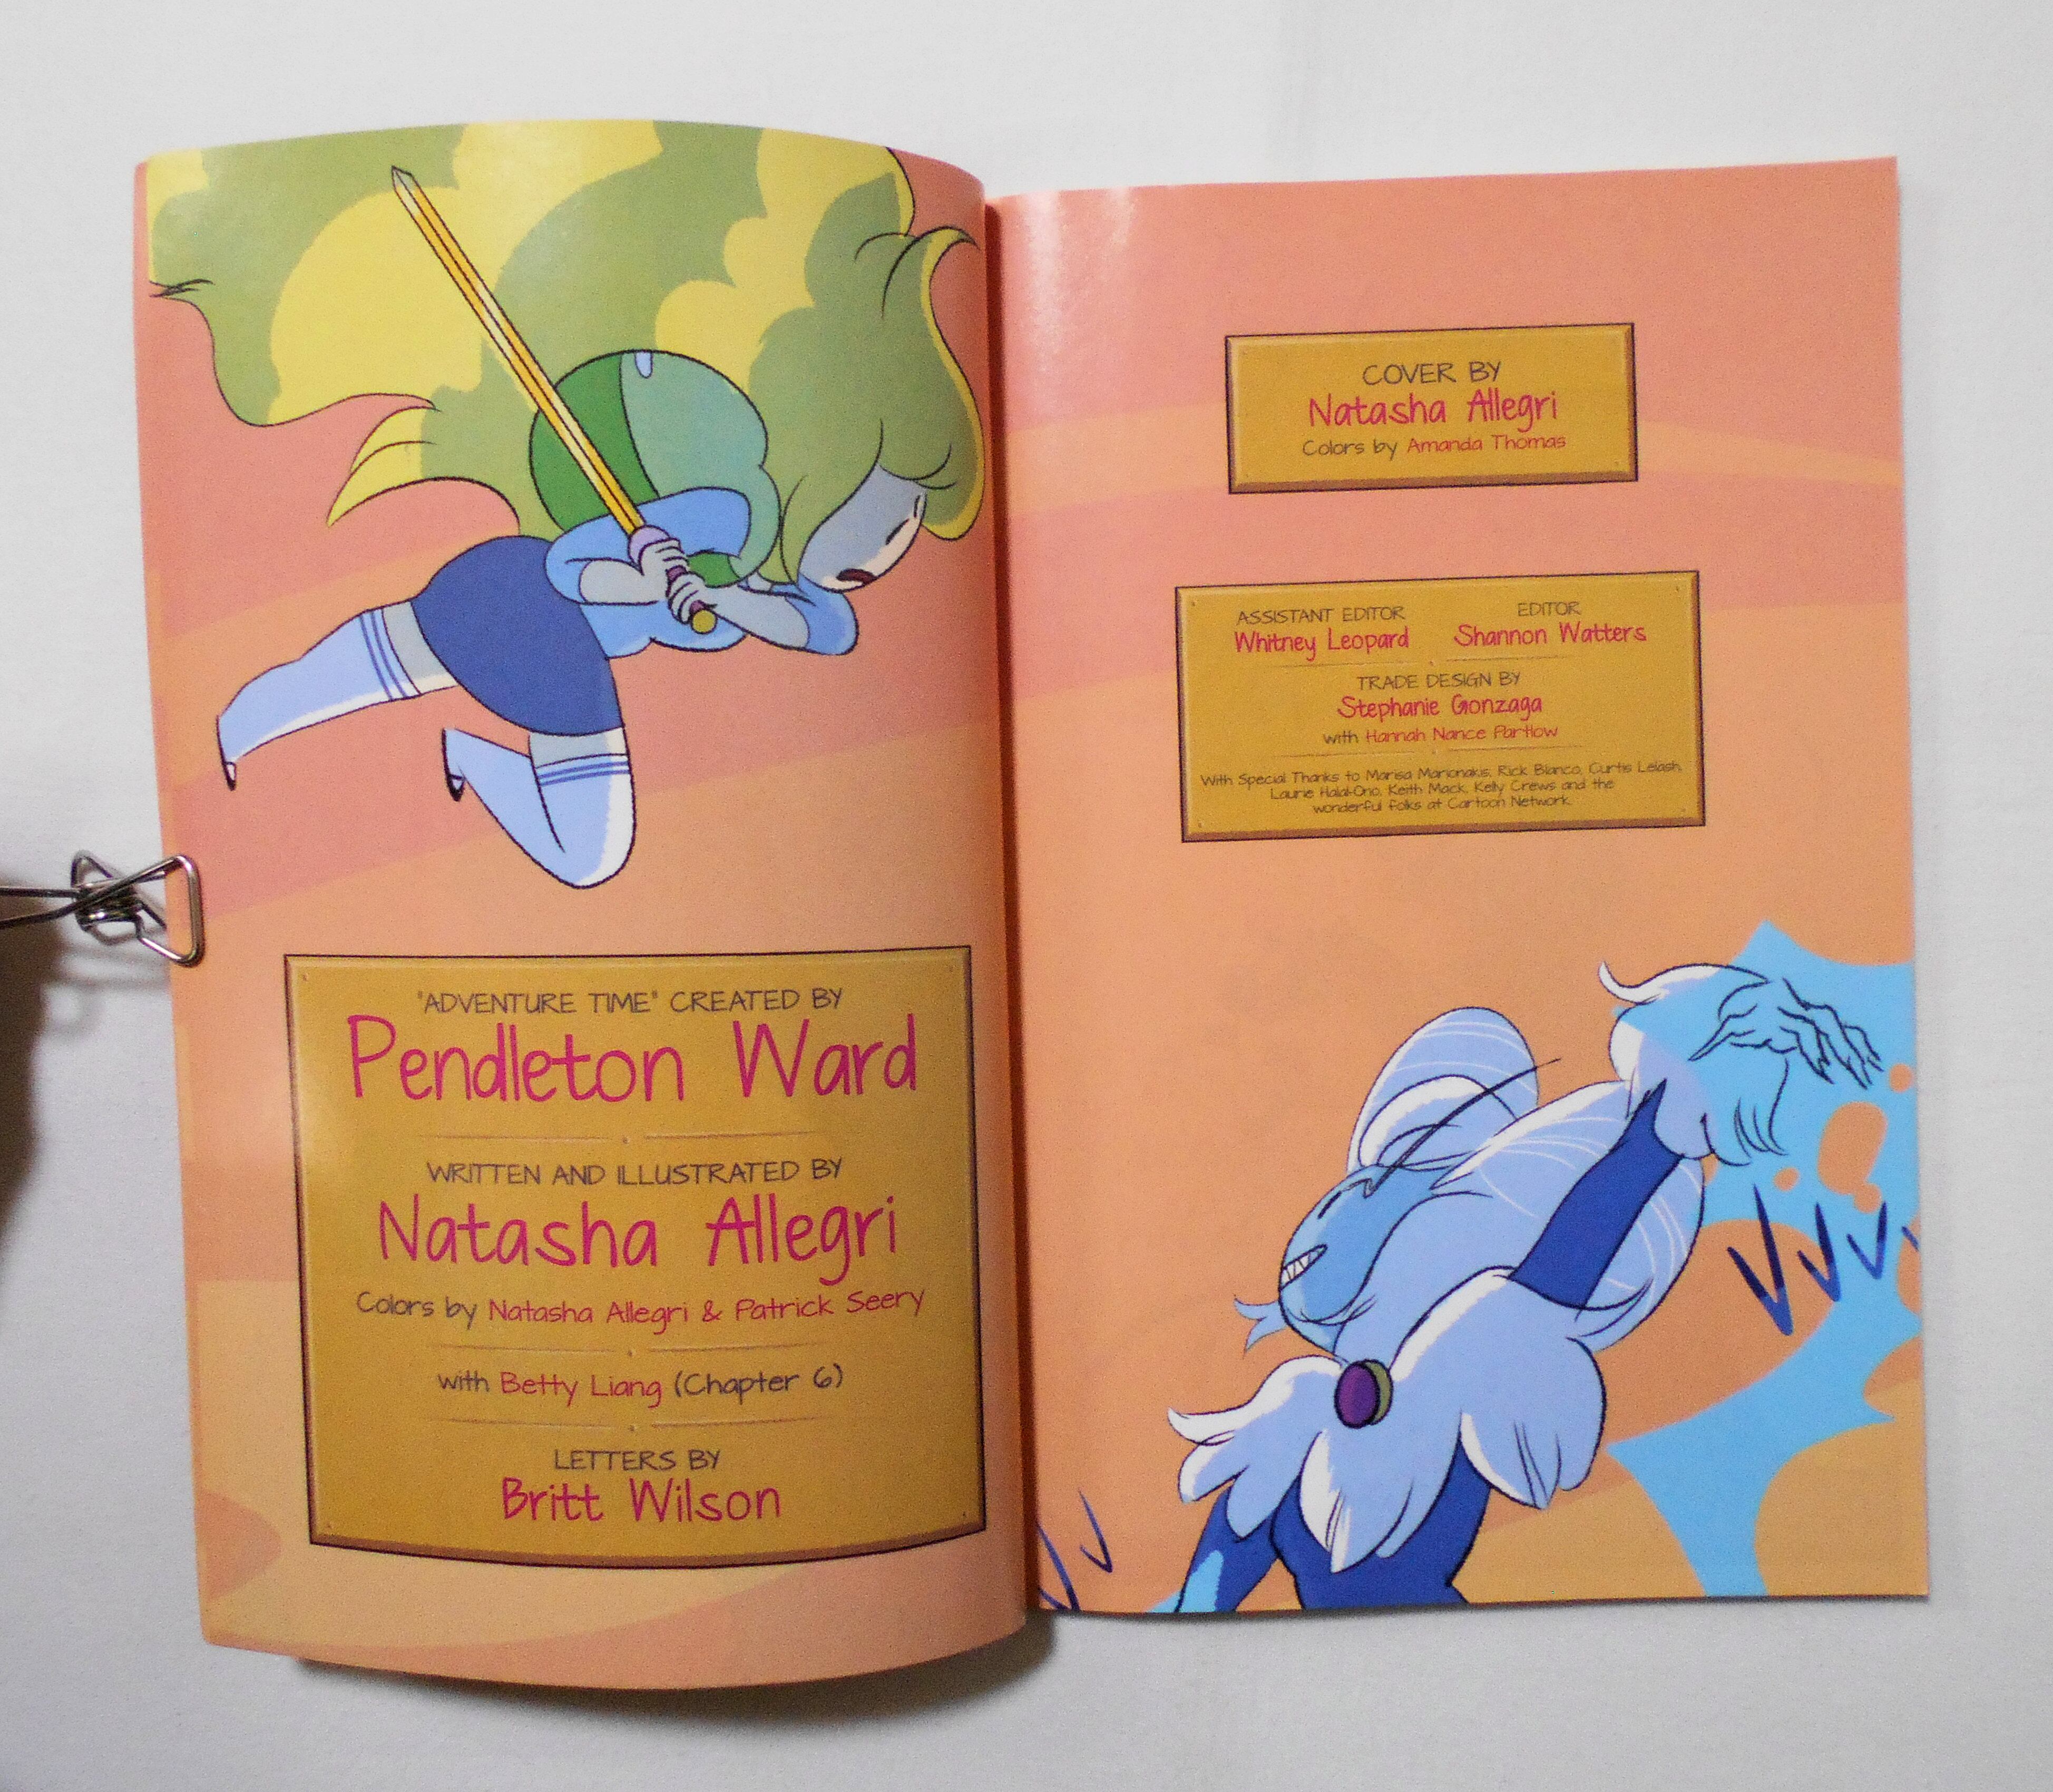 "ADVENTURE TIME" CREATED BY
Pendleton Ward
WRITTEN AND ILLUSTRATED BY
Natasha Allegri
Colors by Natasha Allegri & Patrick Seery
with Betty Liang (Chapter 6)
LETTERS BY
Britt Wilson
COVER BY
Natasha Allegri
Colors by Amanda Thomas
ASSISTANT EDITOR
Whitney Leopard
EDITOR
Shannon Watters
TRADE DESIGN BY
Stephanie Gonzaga
with Hannah Nance Partlow
With Special Thanks to Marisa Marionakis, Rick Blanco, Curtis Lelash,
Laurie Halal-Ono, Keith Mack, Kelly Crews and the
wonderful folks at Cartoon Network.